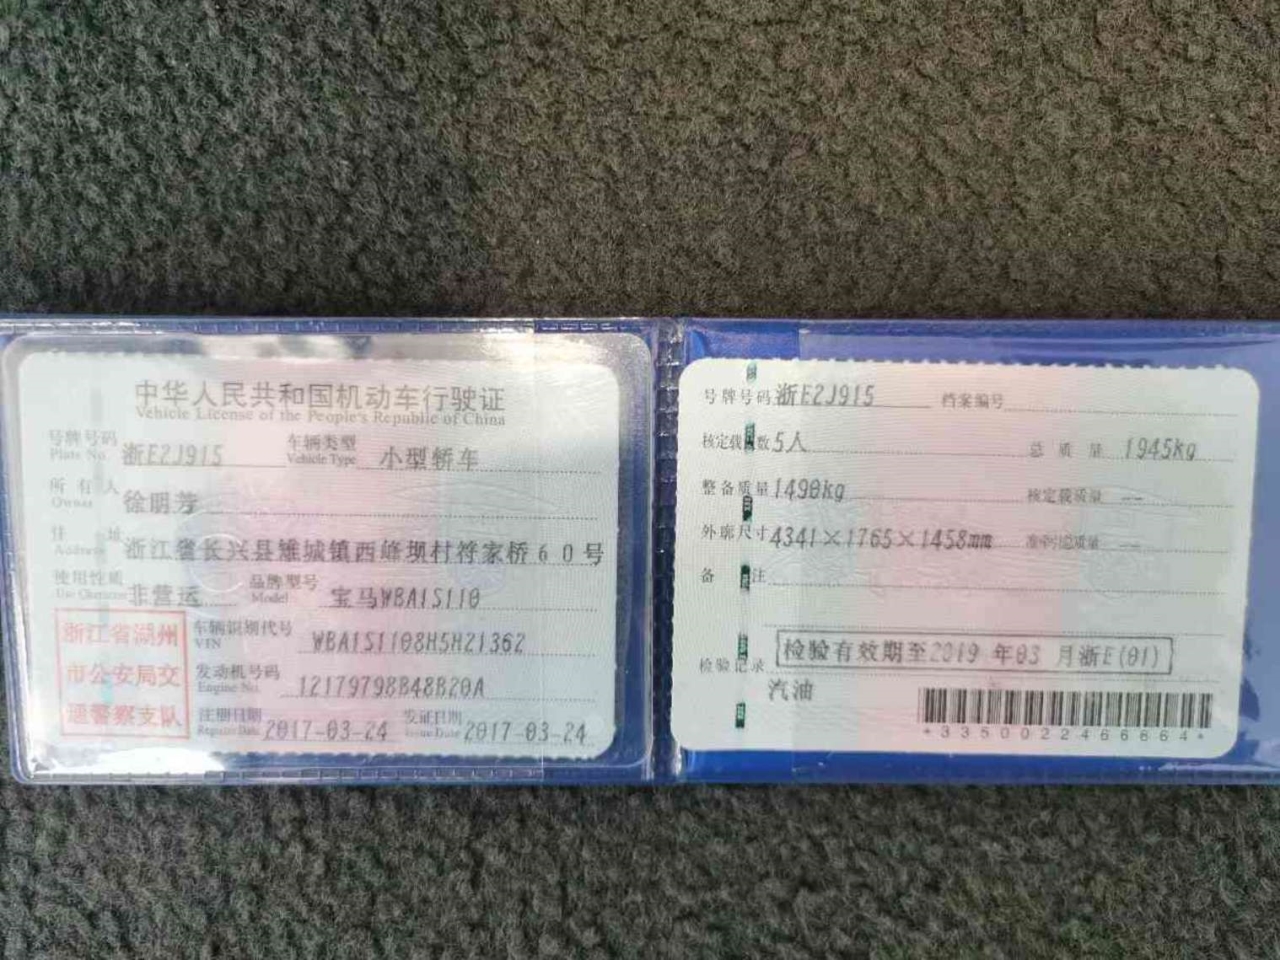 中华人民共和国机动车行驶证
Vehicle License of the People's Republic of China
号牌号码 浙E2J915 车辆类型 小型轿车
Plate No. Vehicle Type
所有人 徐明芳
Owner
住址 浙江省长兴县雉城镇西峰坝村符家桥60号
Address
使用性质 非营运 品牌型号 宝马WBA1S110
Use Character Model
浙江省湖州
市公安局交
通警察支队
车辆识别代号 WBA1S1108H5H21362
VIN
发动机号码 12179798B48B20A
Engine No.
注册日期 2017-03-24 发证日期 2017-03-24
Register Date Issue Date
号牌号码 浙E2J915 档案编号
核定载人数 5人 总质量 1945kg
整备质量 1490kg 核定载质量 --
外廓尺寸 4341×1765×1458mm 准牵引总质量 --
备注
检验记录 检验有效期至2019年03月浙E(01)
汽油
*3350022466664*